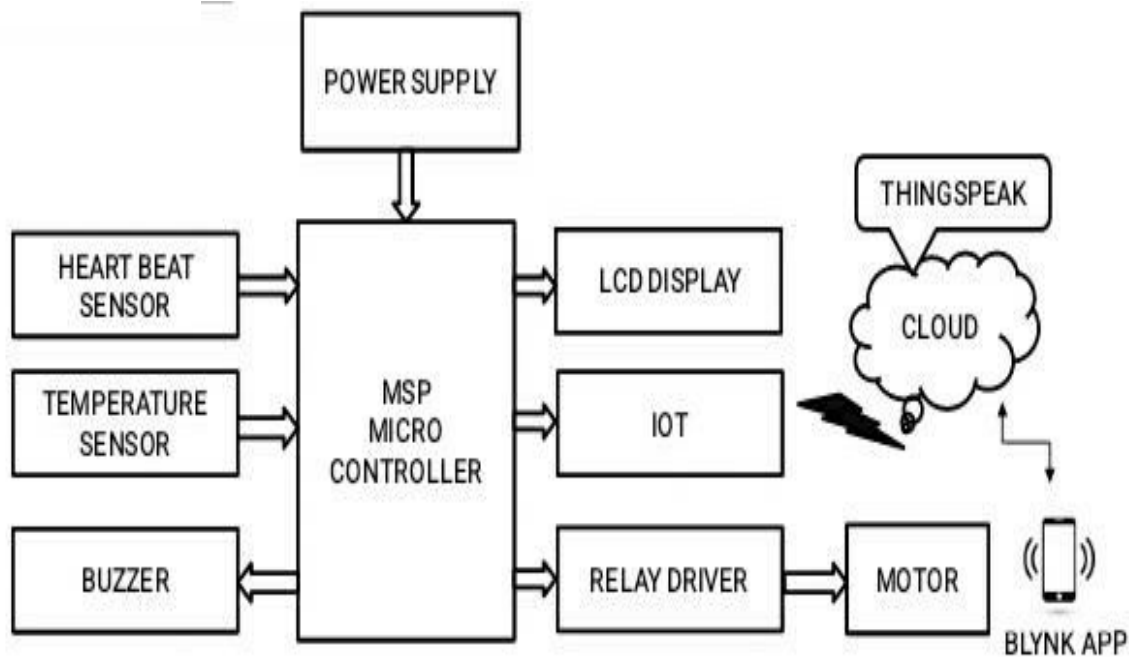 POWER SUPPLY
THINGSPEAK
HEART BEAT
SENSOR
LCD DISPLAY
CLOUD
TEMPERATURE
SENSOR
MSP
MICRO
CONTROLLER
IOT
BUZZER
RELAY DRIVER
MOTOR
BLYNK APP